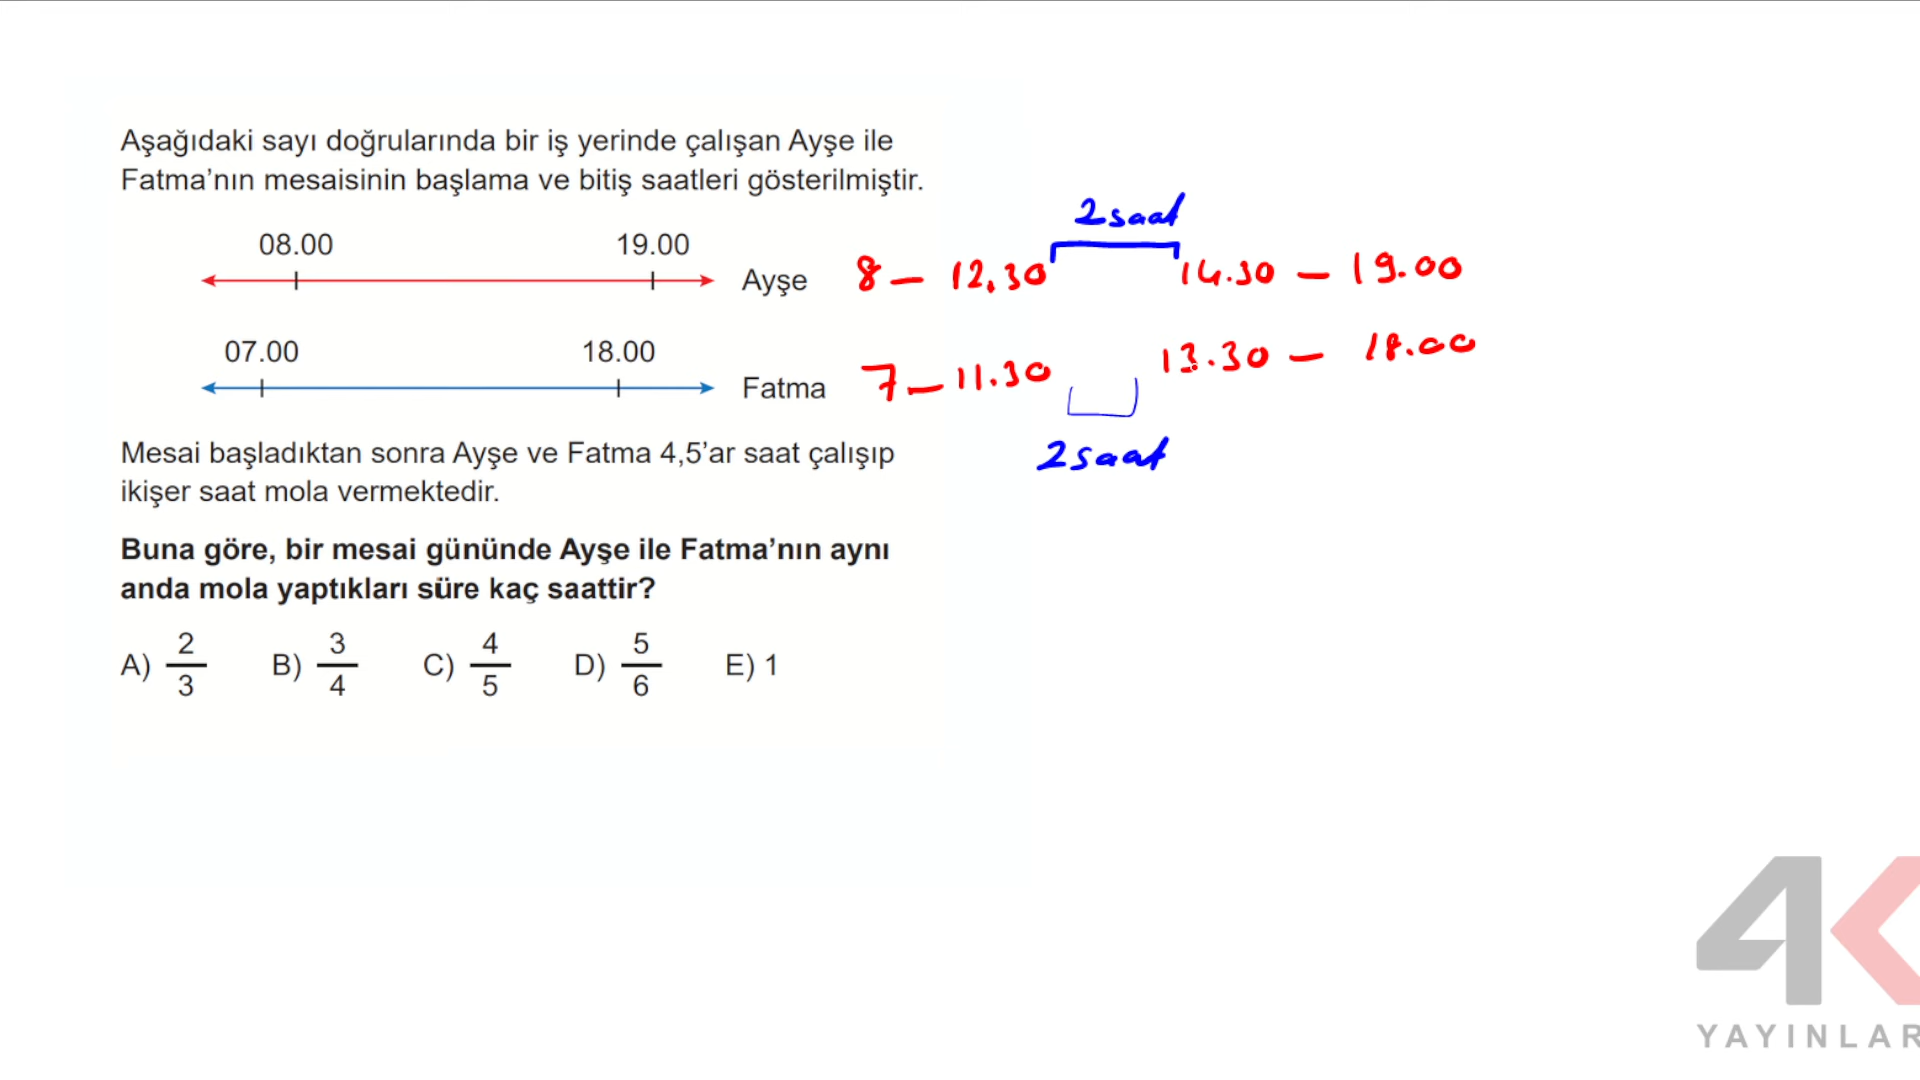 Aşağıdaki sayı doğrularında bir iş yerinde çalışan Ayşe ile
Fatma'nın mesaisinin başlama ve bitiş saatleri gösterilmiştir.
2 saat
08.00 19.00
Ayşe 8 – 12.30 14.30 – 19.00
07.00 18.00
Fatma 7 – 11.30 13.30 – 18.00
2 saat
Mesai başladıktan sonra Ayşe ve Fatma 4,5'ar saat çalışıp
ikişer saat mola vermektedir.
Buna göre, bir mesai gününde Ayşe ile Fatma'nın aynı
anda mola yaptıkları süre kaç saattir?
A) 2/3 B) 3/4 C) 4/5 D) 5/6 E) 1
4K
YAYINLAR